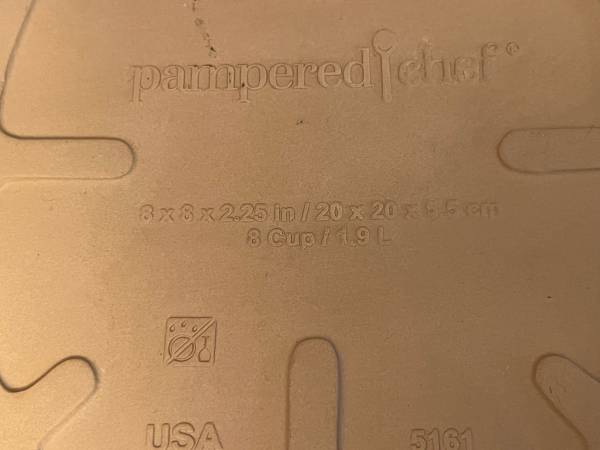 pampered chef®
8 x 8 x 2.25 in / 20 x 20 x 5.5 cm
8 Cup / 1.9 L
USA 5161